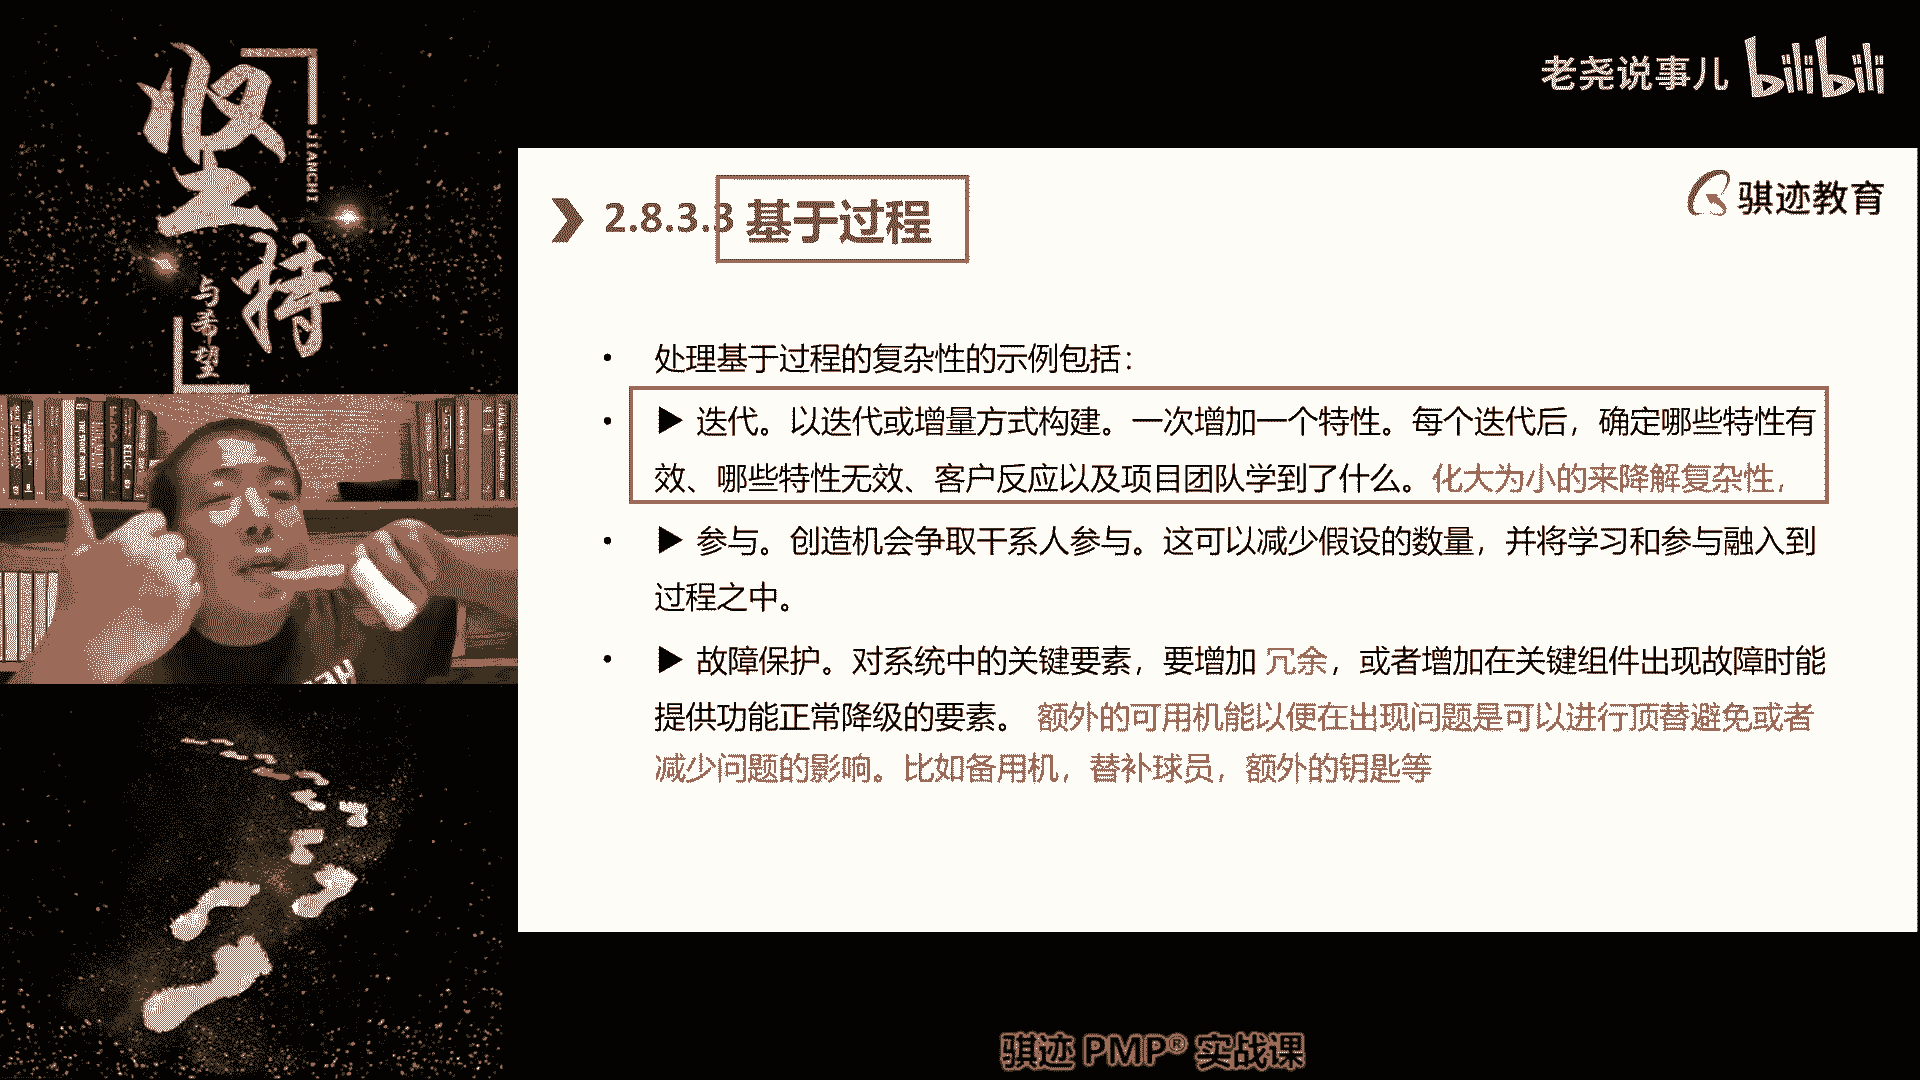 坚
持
JIANCHI
与希望
老尧说事儿 bilibili
骐迹教育
2.8.3.3 基于过程
• 处理基于过程的复杂性的示例包括：
• ▶ 迭代。以迭代或增量方式构建。一次增加一个特性。每个迭代后，确定哪些特性有
效、哪些特性无效、客户反应以及项目团队学到了什么。化大为小的来降解复杂性，
• ▶ 参与。创造机会争取干系人参与。这可以减少假设的数量，并将学习和参与融入到
过程之中。
• ▶ 故障保护。对系统中的关键要素，要增加 冗余，或者增加在关键组件出现故障时能
提供功能正常降级的要素。 额外的可用机能以便在出现问题是可以进行顶替避免或者
减少问题的影响。比如备用机，替补球员，额外的钥匙等
骐迹 PMP® 实战课